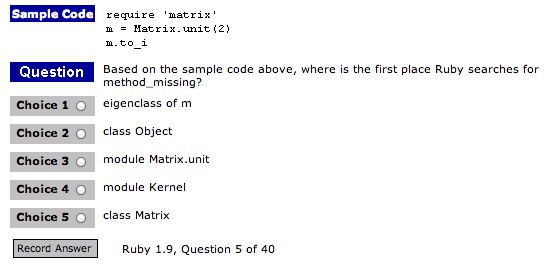 Sample Code
require 'matrix'
m = Matrix.unit(2)
m.to_i
Question
Based on the sample code above, where is the first place Ruby searches for
method_missing?
Choice 1 eigenclass of m
Choice 2 class Object
Choice 3 module Matrix.unit
Choice 4 module Kernel
Choice 5 class Matrix
Record Answer Ruby 1.9, Question 5 of 40